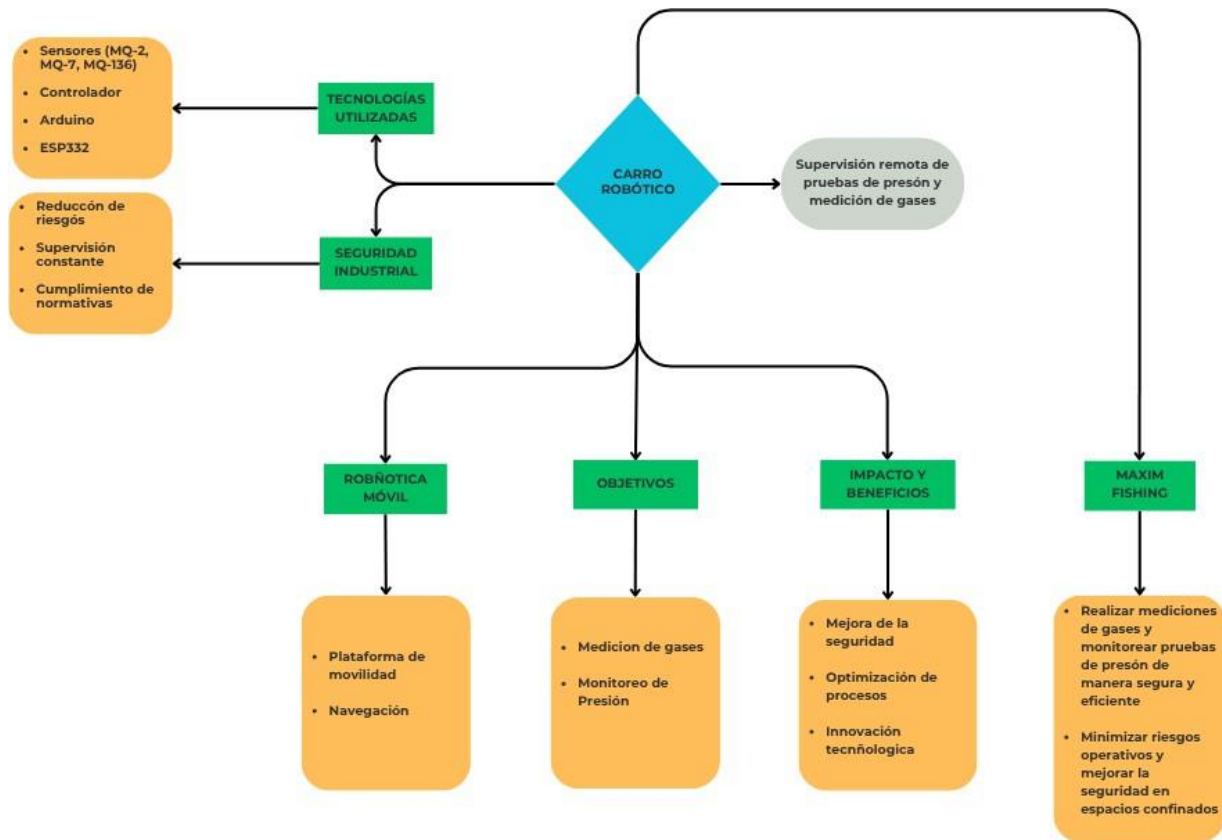 • Sensores (MQ-2,
MQ-7, MQ-136)
• Controlador
• Arduino
• ESP332
TECNOLOGÍAS
UTILIZADAS
CARRO
ROBÓTICO
Supervisión remota de
pruebas de presón y
medición de gases
• Reduccón de
riesgós
• Supervisión
constante
• Cumplimiento de
normativas
SEGURIDAD
INDUSTRIAL
ROBÑOTICA
MÓVIL
OBJETIVOS
IMPACTO Y
BENEFICIOS
MAXIM
FISHING
• Plataforma de
movilidad
• Navegación
• Medicion de gases
• Monitoreo de
Presión
• Mejora de la
seguridad
• Optimización de
procesos
• Innovación
tecnñologica
• Realizar mediciones
de gases y
monitorear pruebas
de presón de
manera segura y
eficiente
• Minimizar riesgos
operativos y
mejorar la
seguridad en
espacios confinados